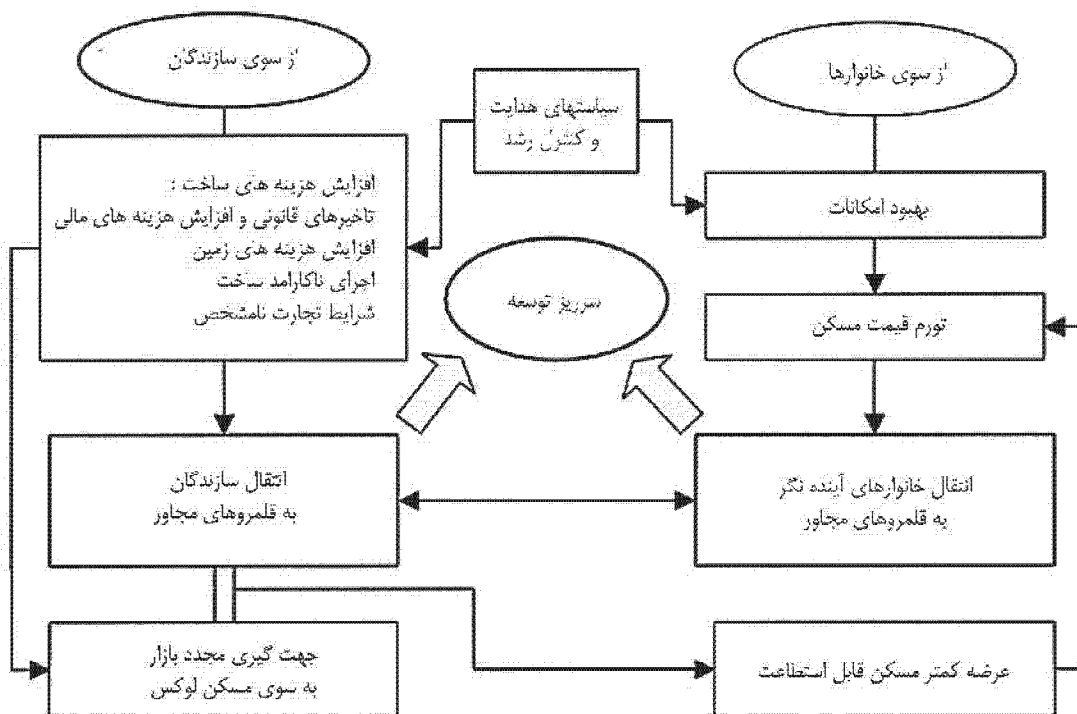 از سوی سازندگان
از سوی خانوارها
سیاستهای هدایت
و کنترل رشد
افزایش هزینه های ساخت :
تاخیرهای قانونی و افزایش هزینه های مالی
افزایش هزینه های زمین
اجرای ناکارامد ساخت
شرایط تجارت نامشخص
بهبود امکانات
سرریز توسعه
تورم قیمت مسکن
انتقال سازندگان
به قلمروهای مجاور
انتقال خانوارهای آینده نگر
به قلمروهای مجاور
جهت گیری مجدد بازار
به سوی مسکن لوکس
عرضه کمتر مسکن قابل استطاعت